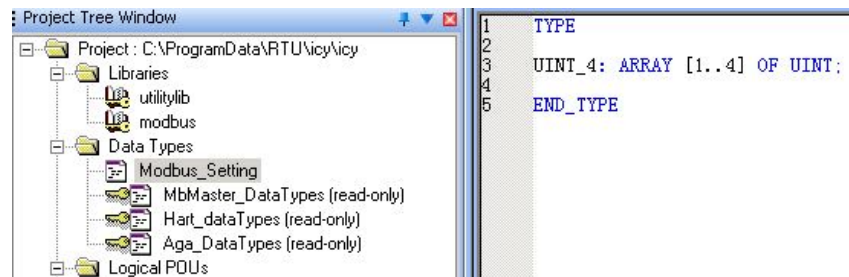 Project Tree Window
Project : C:\ProgramData\RTU\icy\icy
Libraries
utilitylib
modbus
Data Types
Modbus_Setting
MbMaster_DataTypes (read-only)
Hart_dataTypes (read-only)
Aga_DataTypes (read-only)
Logical POUs
1 TYPE
2
3 UINT_4: ARRAY [1..4] OF UINT;
4
5 END_TYPE